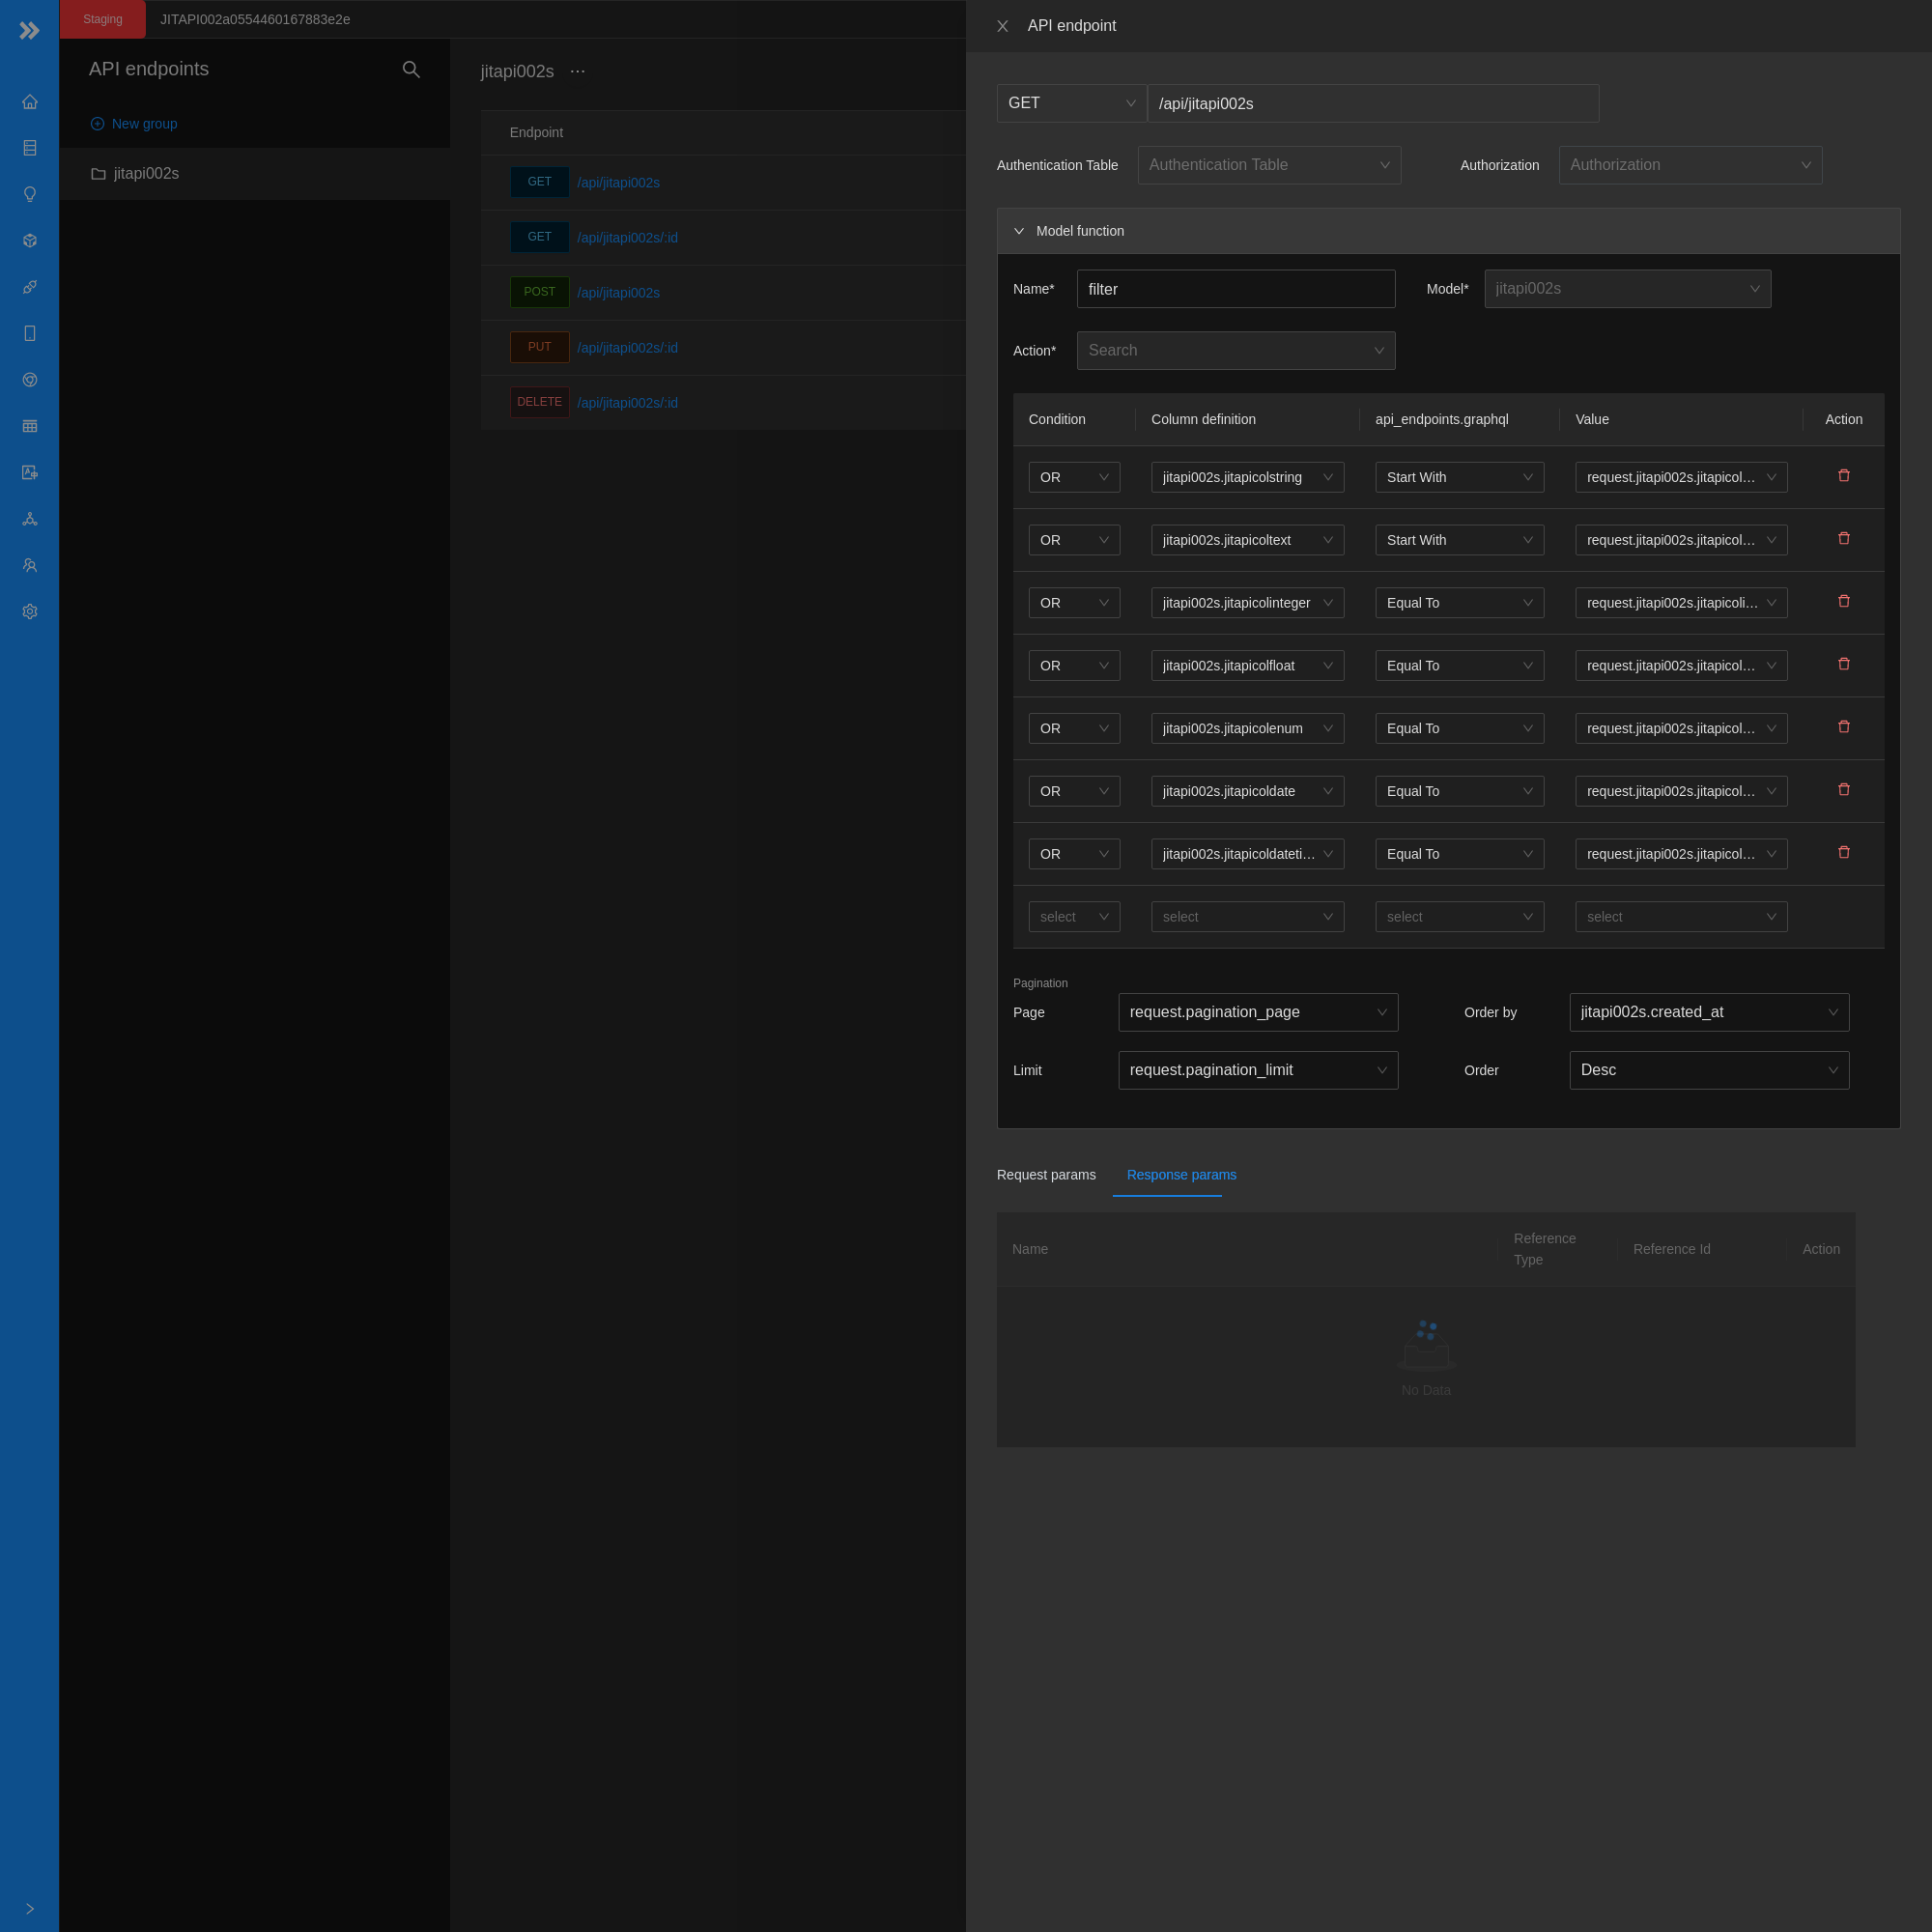 Staging
JITAPI002a0554460167883e2e
API endpoints
New group
jitapi002s
jitapi002s ...
Endpoint
GET /api/jitapi002s
GET /api/jitapi002s/:id
POST /api/jitapi002s
PUT /api/jitapi002s/:id
DELETE /api/jitapi002s/:id
API endpoint
GET /api/jitapi002s
Authentication Table Authentication Table Authorization Authorization
Model function
Name* filter Model* jitapi002s
Action* Search
Condition Column definition api_endpoints.graphql Value Action
OR jitapi002s.jitapicolstring Start With request.jitapi002s.jitapicol...
OR jitapi002s.jitapicoltext Start With request.jitapi002s.jitapicol...
OR jitapi002s.jitapicolinteger Equal To request.jitapi002s.jitapicoli...
OR jitapi002s.jitapicolfloat Equal To request.jitapi002s.jitapicol...
OR jitapi002s.jitapicolenum Equal To request.jitapi002s.jitapicol...
OR jitapi002s.jitapicoldate Equal To request.jitapi002s.jitapicol...
OR jitapi002s.jitapicoldateti... Equal To request.jitapi002s.jitapicol...
select select select select
Pagination
Page request.pagination_page Order by jitapi002s.created_at
Limit request.pagination_limit Order Desc
Request params Response params
Name Reference Type Reference Id Action
No Data